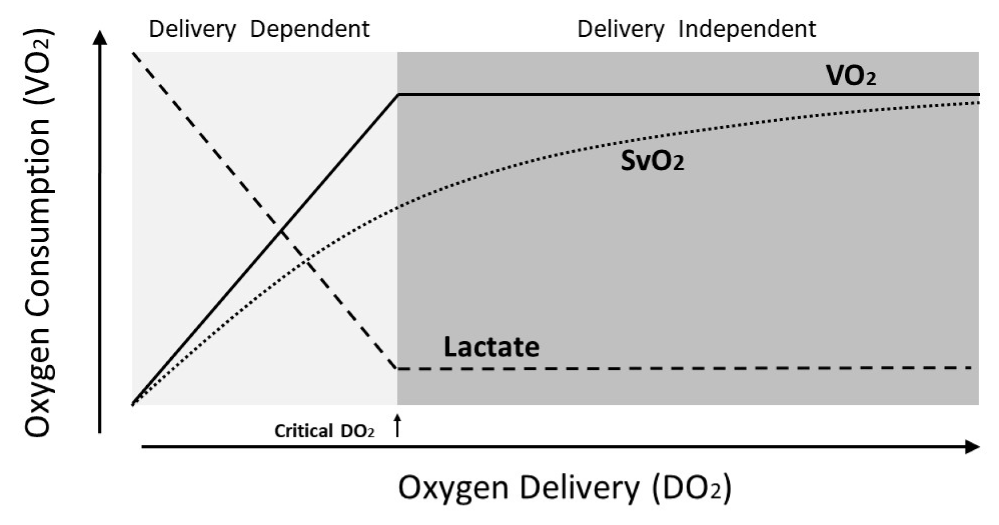 Delivery Dependent
Delivery Independent
Oxygen Consumption (VO₂)
VO₂
SvO₂
Lactate
Critical DO₂
Oxygen Delivery (DO₂)